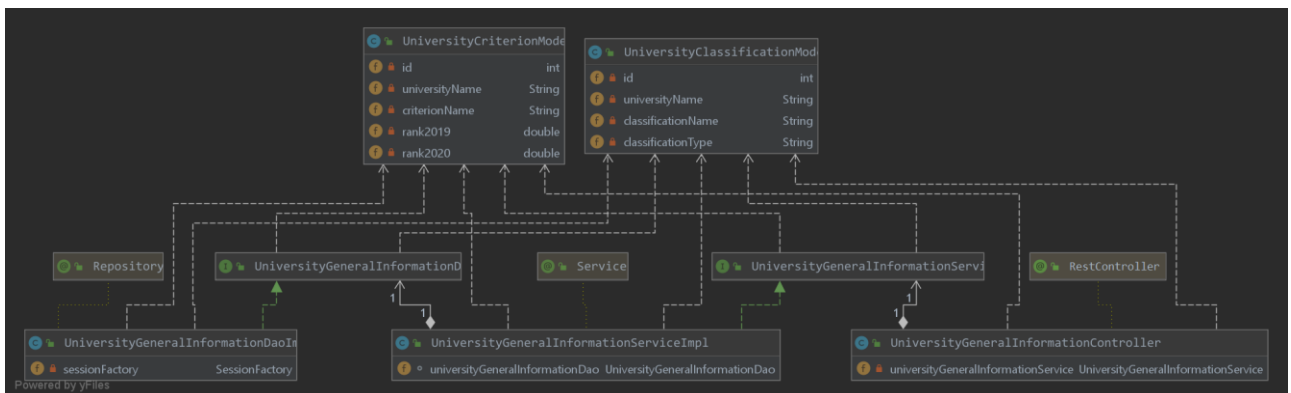 UniversityCriterionMode
id int
universityName String
criterionName String
rank2019 double
rank2020 double
UniversityClassificationMod
id int
universityName String
classificationName String
classificationType String
Repository
UniversityGeneralInformationD
Service
UniversityGeneralInformationServi
RestController
1
1
1
1
UniversityGeneralInformationDaoIm
sessionFactory SessionFactory
UniversityGeneralInformationServiceImpl
universityGeneralInformationDao UniversityGeneralInformationDao
UniversityGeneralInformationController
universityGeneralInformationService UniversityGeneralInformationService
Powered by yFiles